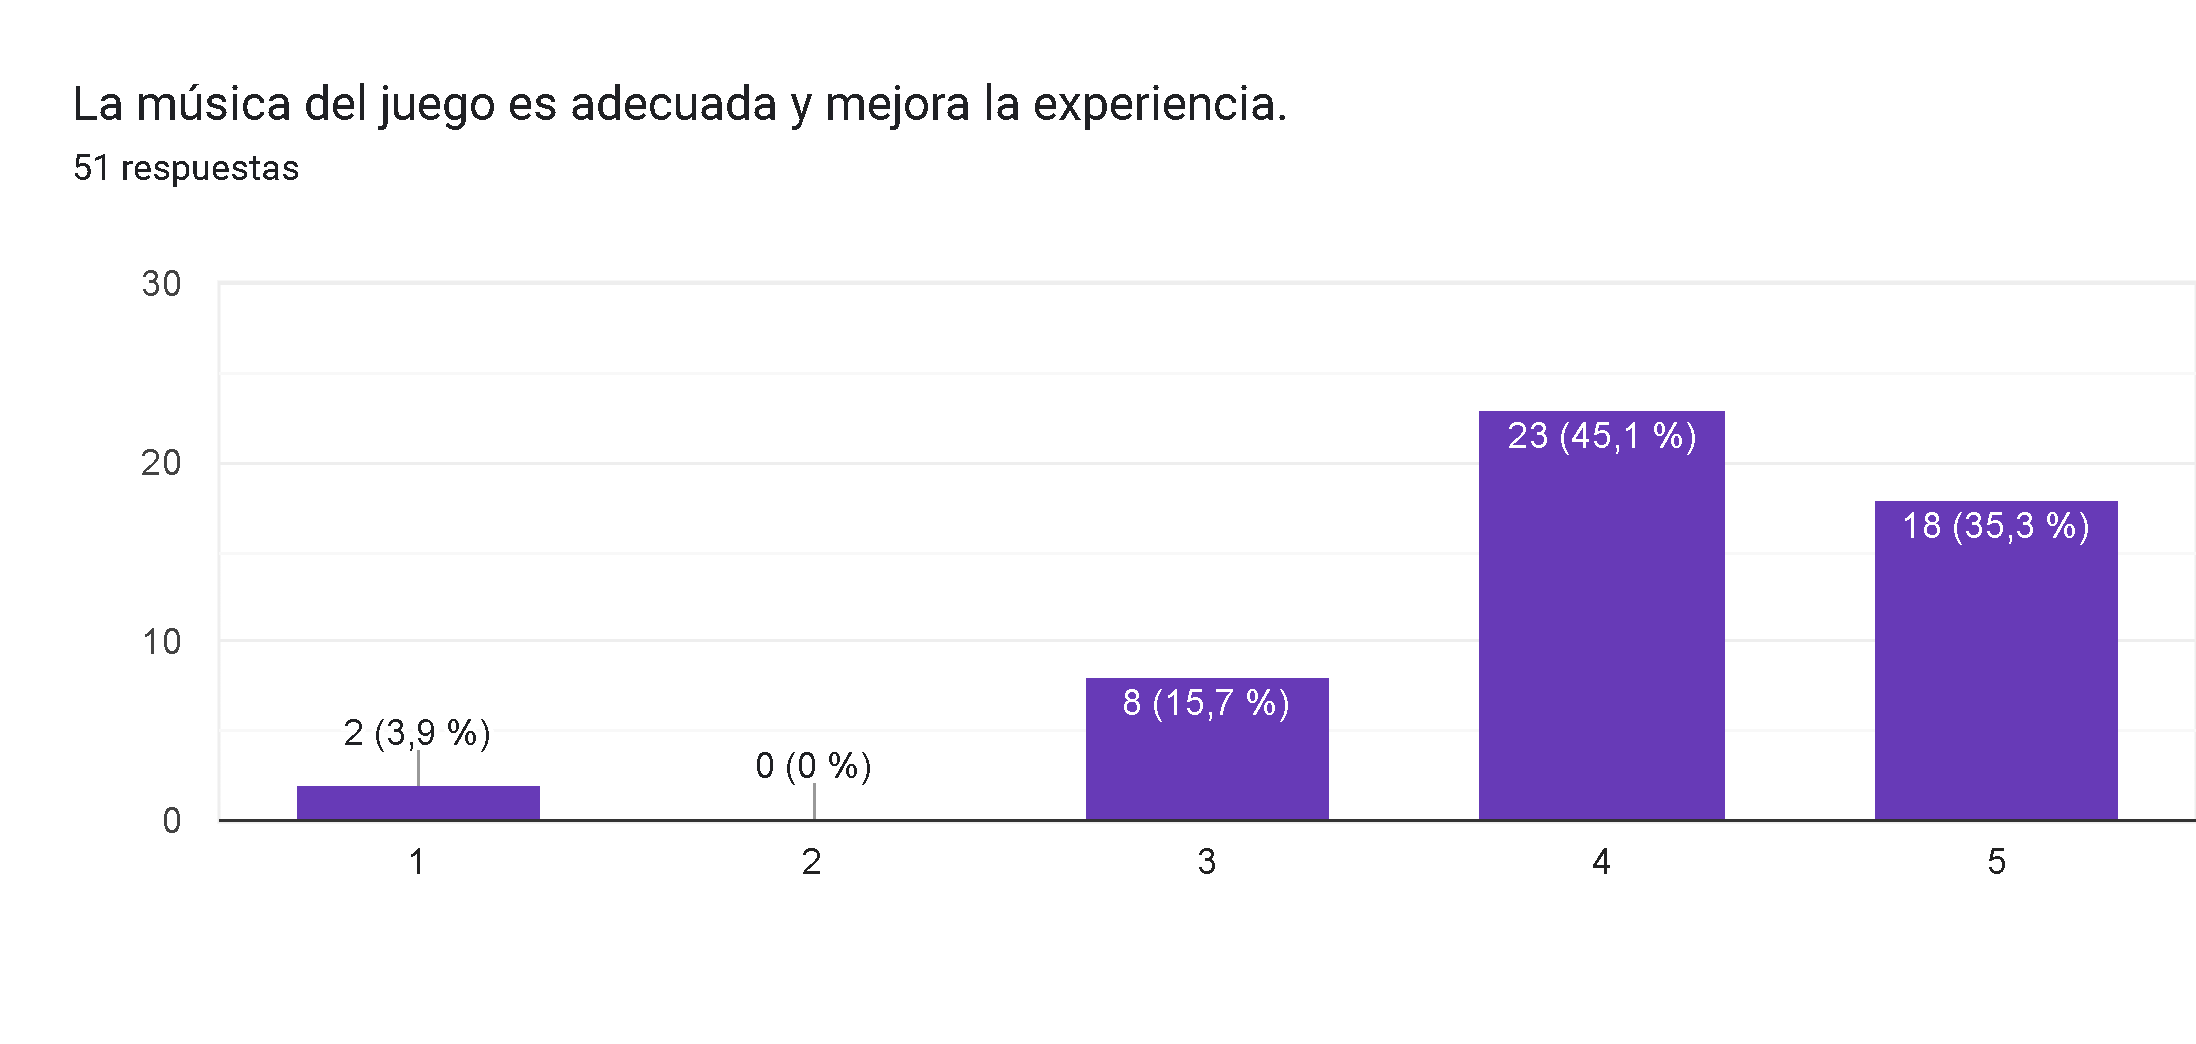 La música del juego es adecuada y mejora la experiencia.
51 respuestas
30
20
10
0
2 (3,9 %)
0 (0 %)
8 (15,7 %)
23 (45,1 %)
18 (35,3 %)
1
2
3
4
5